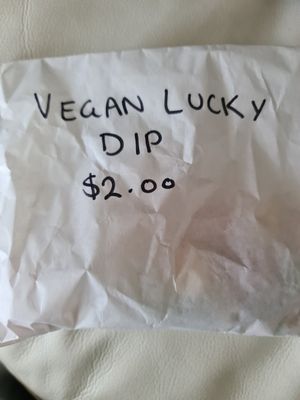 VEGAN LUCKY
DIP
$2.00